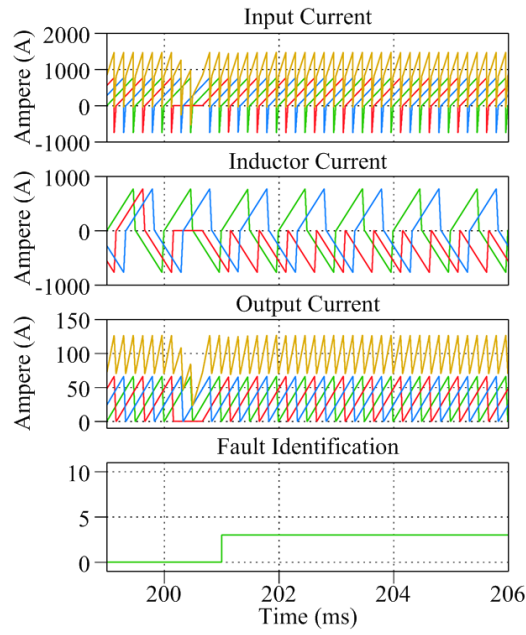 Input Current
Ampere (A)
2000
1000
0
-1000
Inductor Current
Ampere (A)
1000
0
-1000
Output Current
Ampere (A)
150
100
50
0
Fault Identification
10
5
0
200 202 204 206
Time (ms)